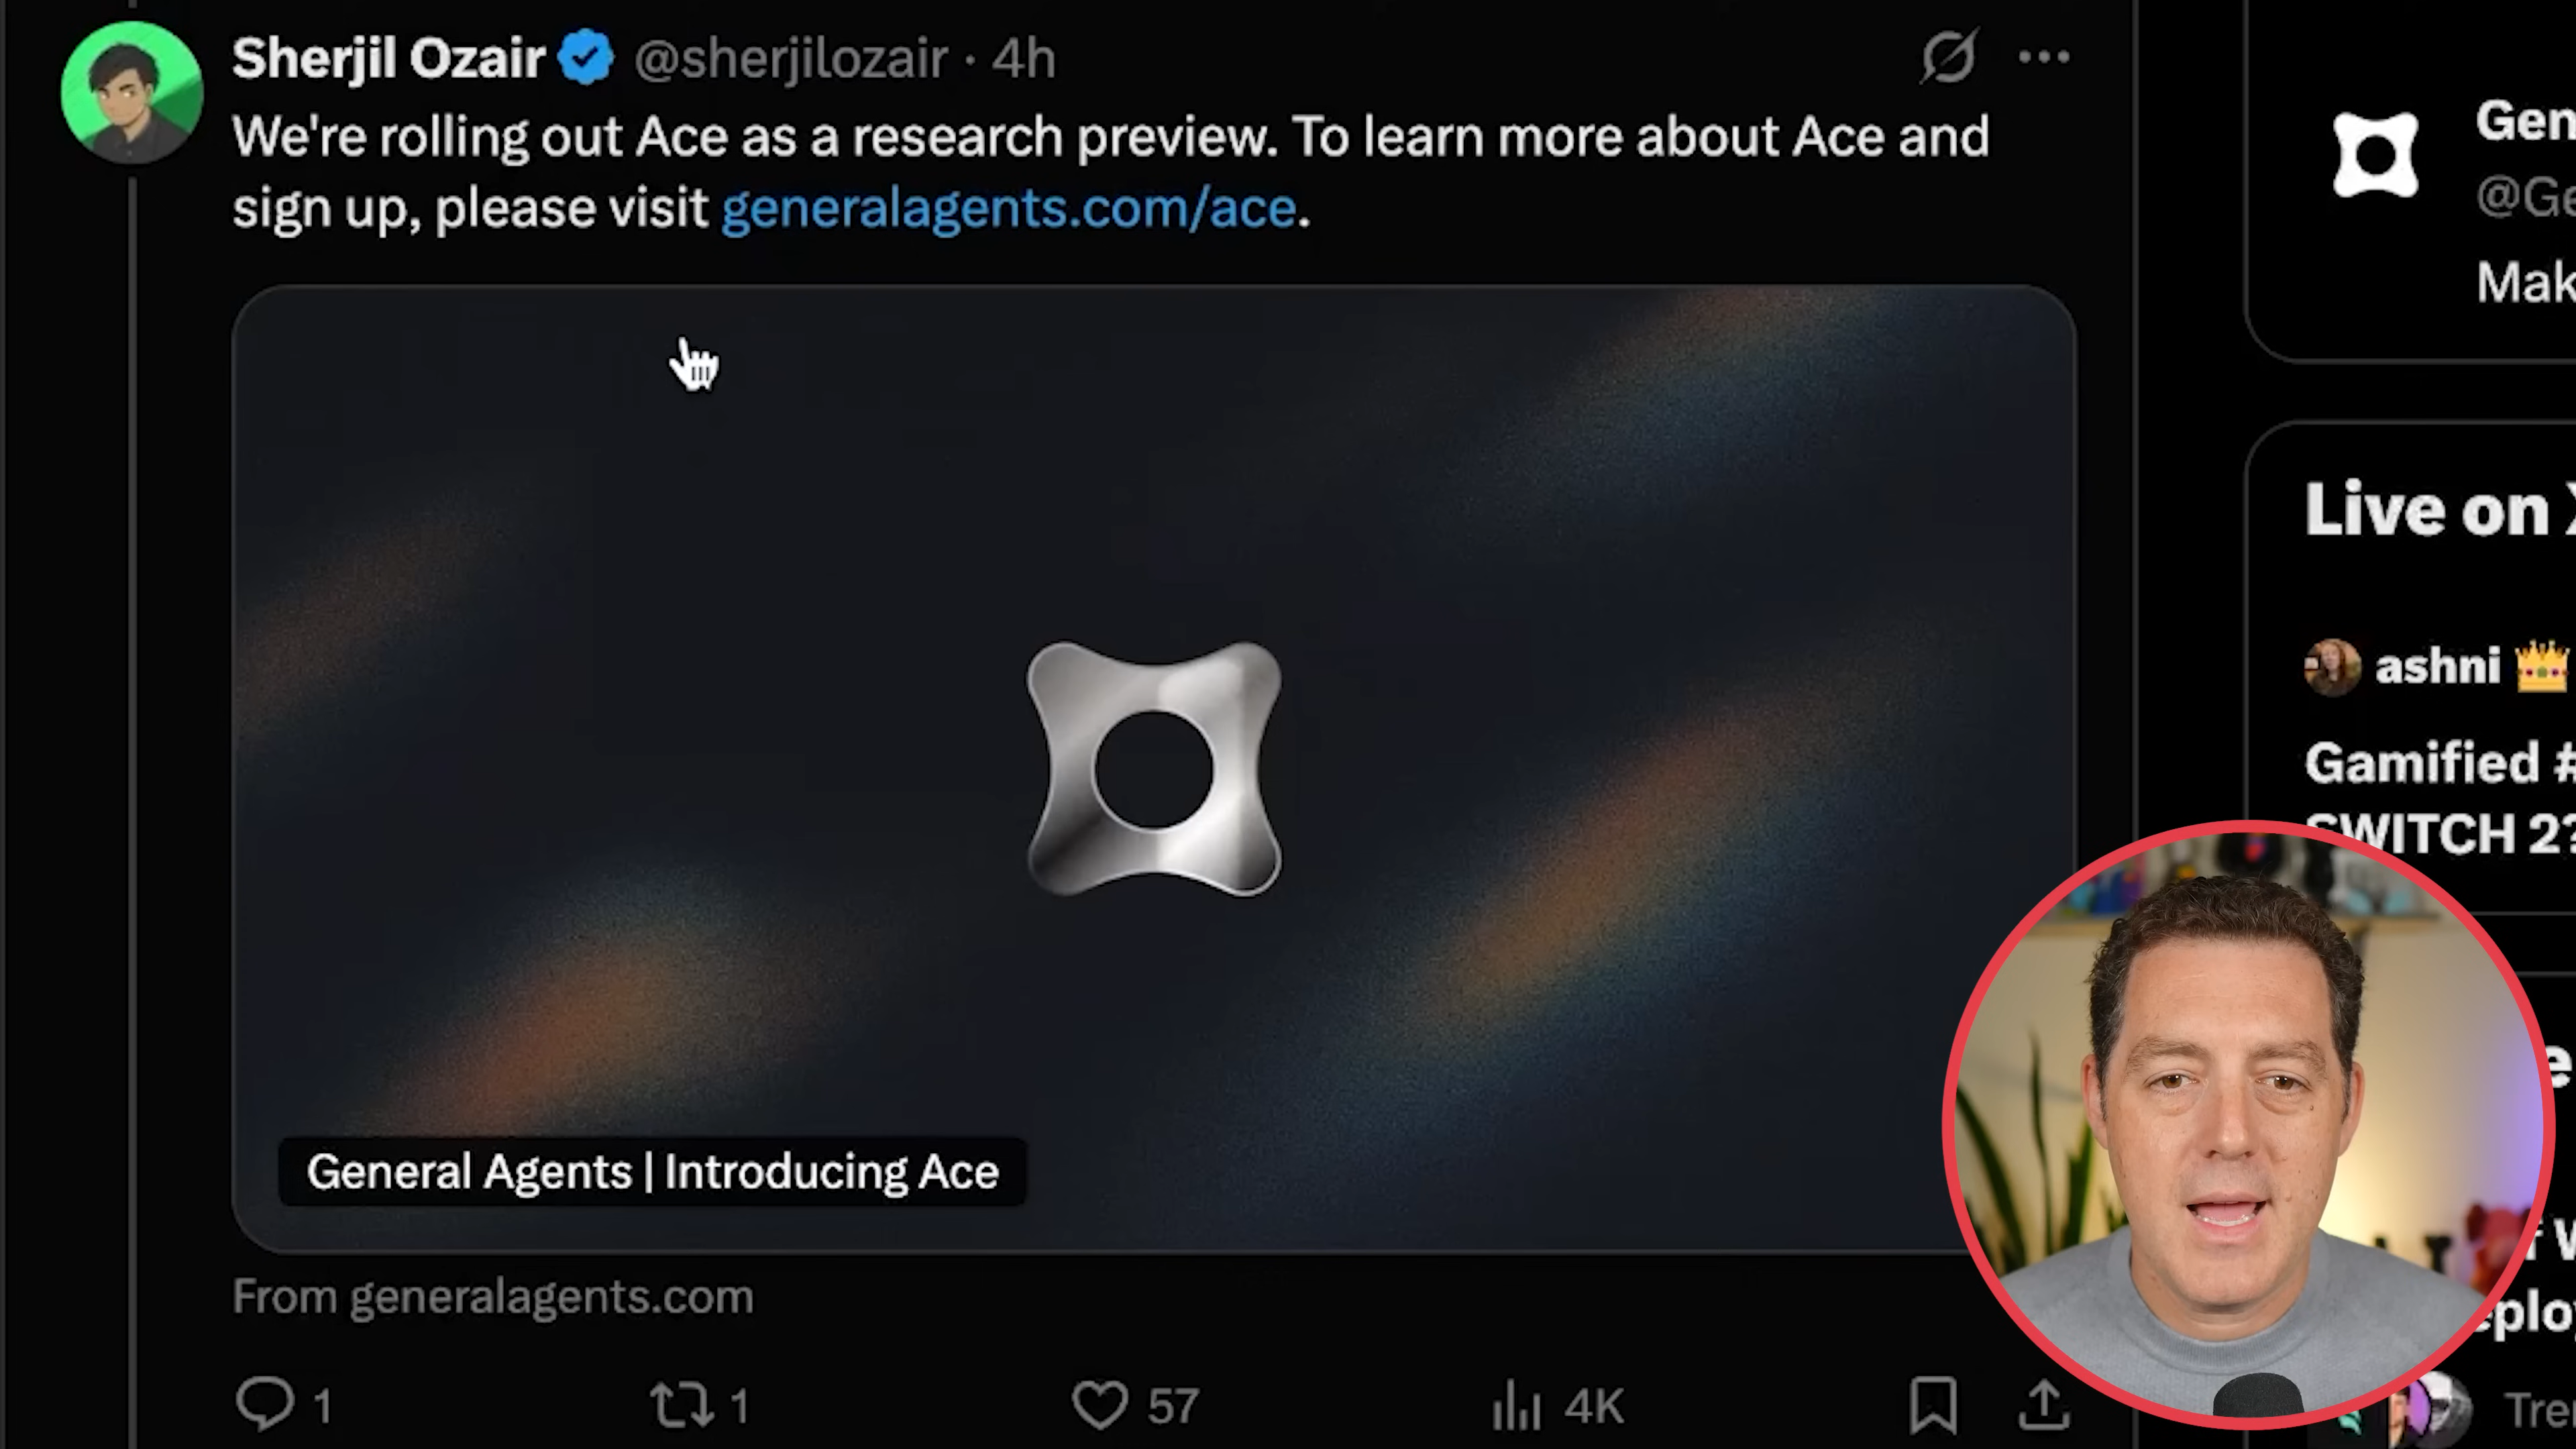 Sherjil Ozair @sherjilozair · 4h
We're rolling out Ace as a research preview. To learn more about Ace and
sign up, please visit generalagents.com/ace.
General Agents | Introducing Ace
From generalagents.com
1 1 57 4K
Gen
@Ge
Mak
Live on
ashni
Gamified #
SWITCH 2?